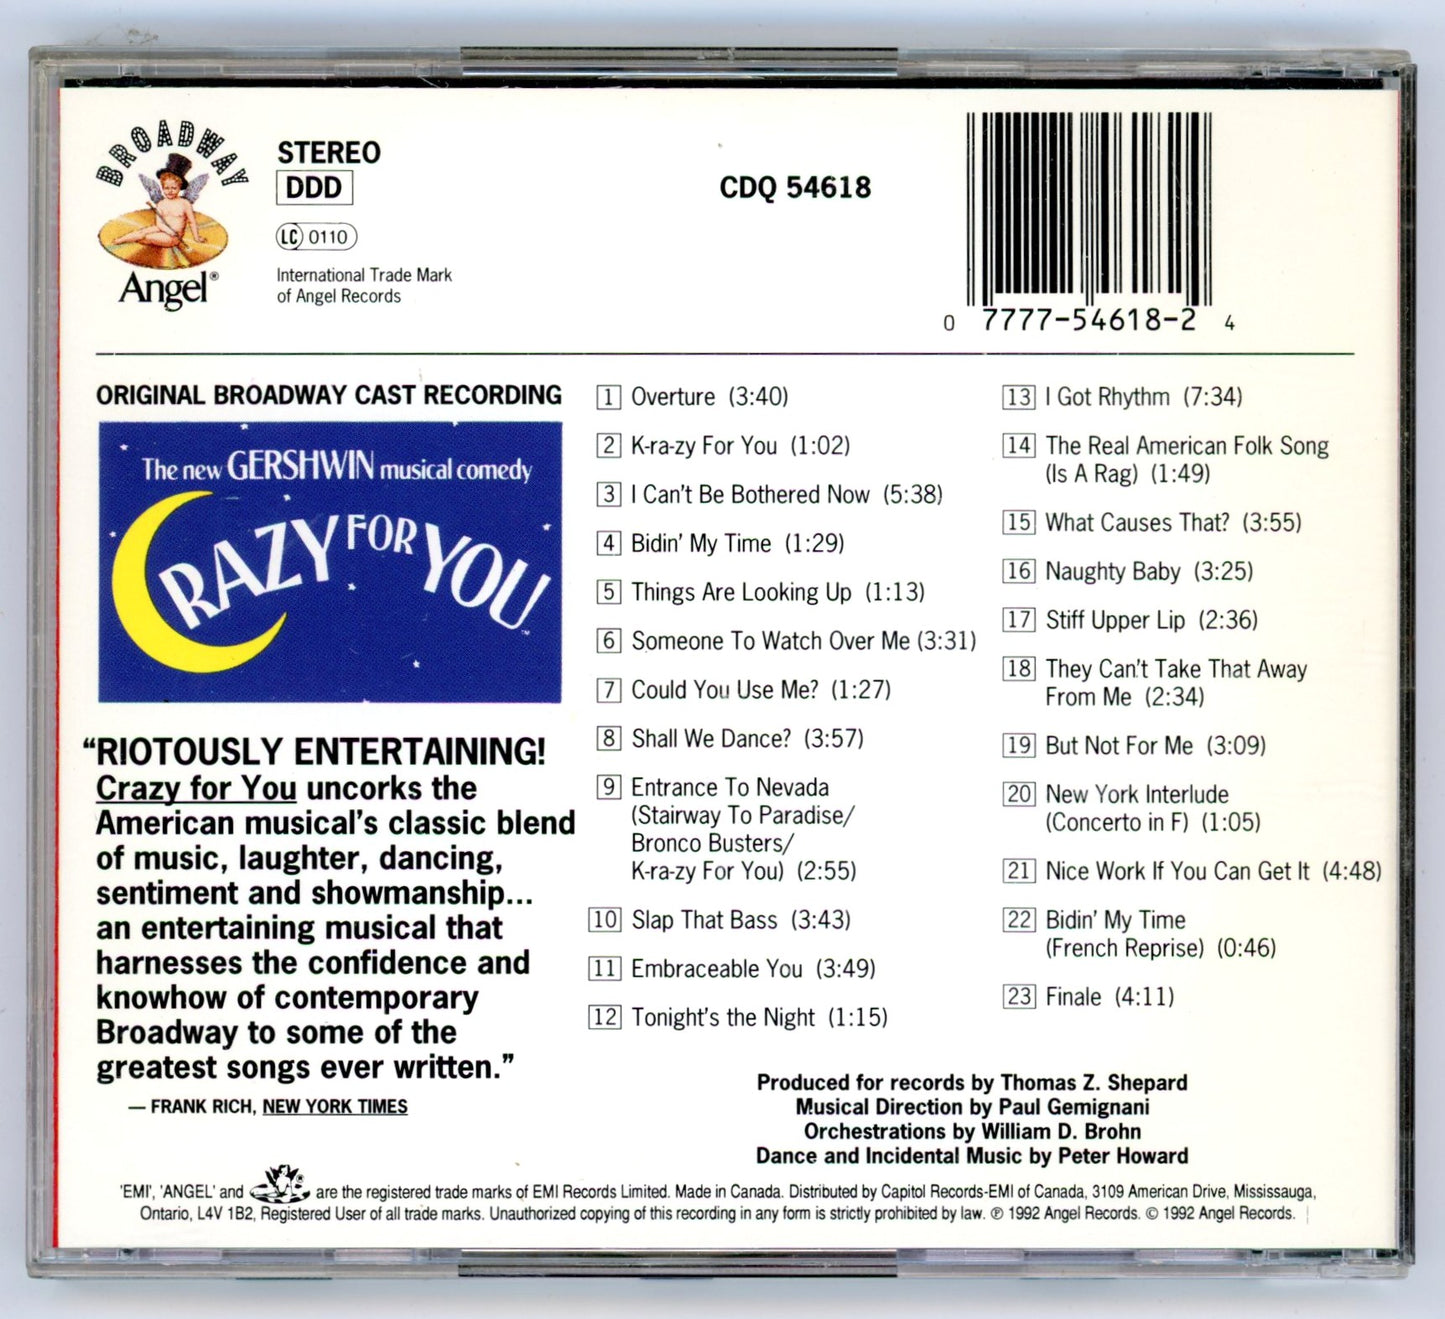 BROADWAY
Angel®
STEREO
DDD
LC 0110
International Trade Mark
of Angel Records
CDQ 54618
0 7777-54618-2 4
ORIGINAL BROADWAY CAST RECORDING
The new GERSHWIN musical comedy
CRAZY FOR YOU™
"RIOTOUSLY ENTERTAINING!
Crazy for You uncorks the
American musical's classic blend
of music, laughter, dancing,
sentiment and showmanship...
an entertaining musical that
harnesses the confidence and
knowhow of contemporary
Broadway to some of the
greatest songs ever written."
— FRANK RICH, NEW YORK TIMES
1 Overture (3:40)
2 K-ra-zy For You (1:02)
3 I Can't Be Bothered Now (5:38)
4 Bidin' My Time (1:29)
5 Things Are Looking Up (1:13)
6 Someone To Watch Over Me (3:31)
7 Could You Use Me? (1:27)
8 Shall We Dance? (3:57)
9 Entrance To Nevada
(Stairway To Paradise/
Bronco Busters/
K-ra-zy For You) (2:55)
10 Slap That Bass (3:43)
11 Embraceable You (3:49)
12 Tonight's the Night (1:15)
13 I Got Rhythm (7:34)
14 The Real American Folk Song
(Is A Rag) (1:49)
15 What Causes That? (3:55)
16 Naughty Baby (3:25)
17 Stiff Upper Lip (2:36)
18 They Can't Take That Away
From Me (2:34)
19 But Not For Me (3:09)
20 New York Interlude
(Concerto in F) (1:05)
21 Nice Work If You Can Get It (4:48)
22 Bidin' My Time
(French Reprise) (0:46)
23 Finale (4:11)
Produced for records by Thomas Z. Shepard
Musical Direction by Paul Gemignani
Orchestrations by William D. Brohn
Dance and Incidental Music by Peter Howard
'EMI', 'ANGEL' and are the registered trade marks of EMI Records Limited. Made in Canada. Distributed by Capitol Records-EMI of Canada, 3109 American Drive, Mississauga,
Ontario, L4V 1B2, Registered User of all trade marks. Unauthorized copying of this recording in any form is strictly prohibited by law. ℗ 1992 Angel Records. © 1992 Angel Records.